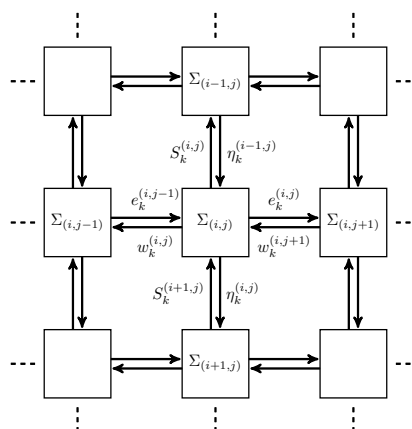 Σ_{(i−1,j)}
S_k^{(i,j)} η_k^{(i−1,j)}
e_k^{(i,j−1)} e_k^{(i,j)}
Σ_{(i,j−1)} Σ_{(i,j)} Σ_{(i,j+1)}
w_k^{(i,j)} w_k^{(i,j+1)}
S_k^{(i+1,j)} η_k^{(i,j)}
Σ_{(i+1,j)}